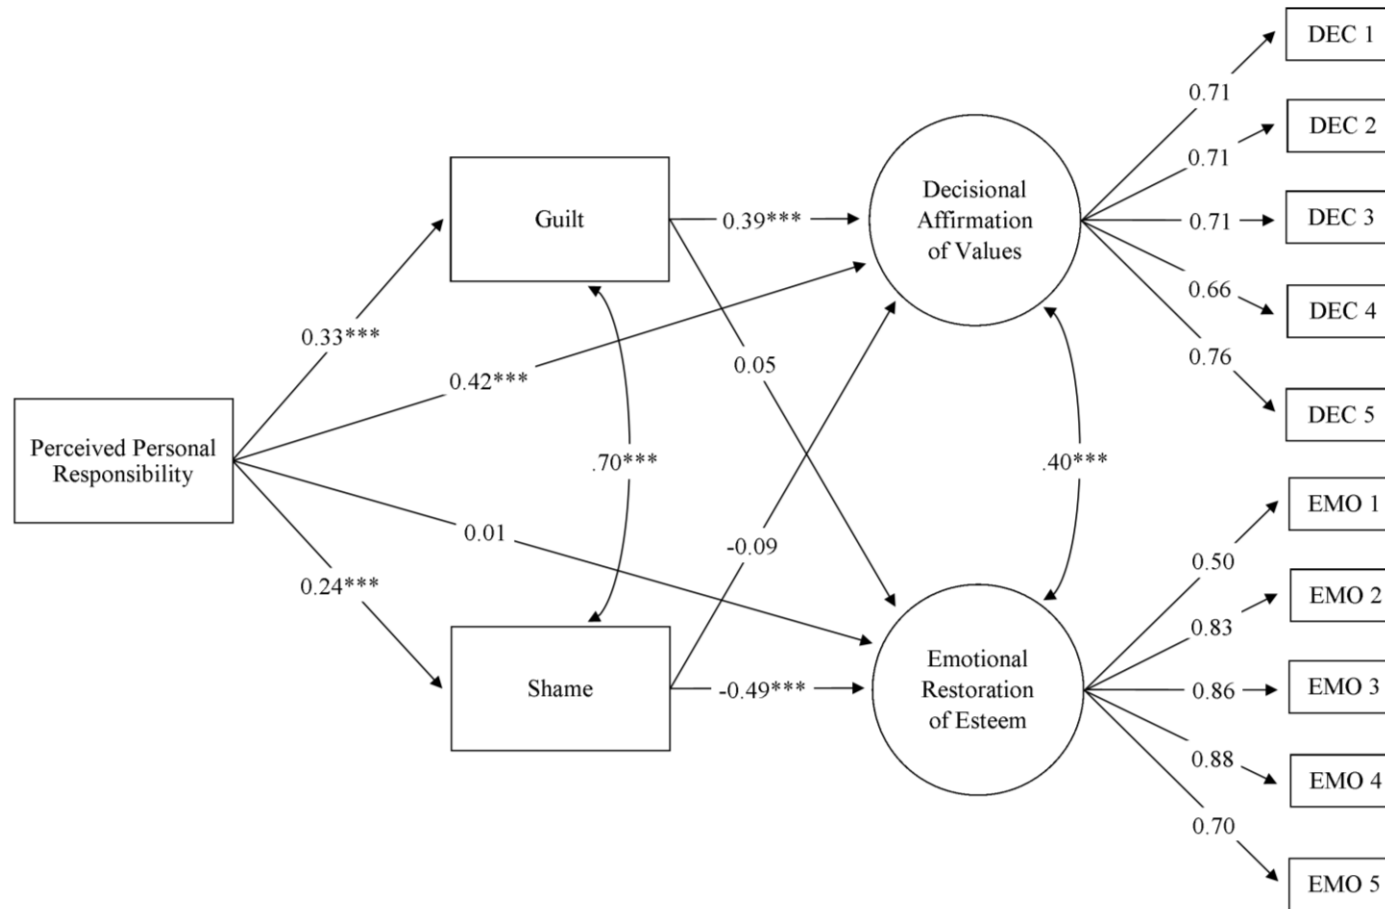 DEC 1
0.71
DEC 2
0.71
Decisional
Affirmation
of Values
Guilt
0.39***
0.71
DEC 3
0.66
DEC 4
0.33***
0.05
0.76
0.42***
DEC 5
Perceived Personal
Responsibility
.70***
.40***
EMO 1
0.01
-0.09
0.50
0.24***
EMO 2
0.83
Emotional
Restoration
of Esteem
Shame
-0.49***
0.86
EMO 3
0.88
EMO 4
0.70
EMO 5